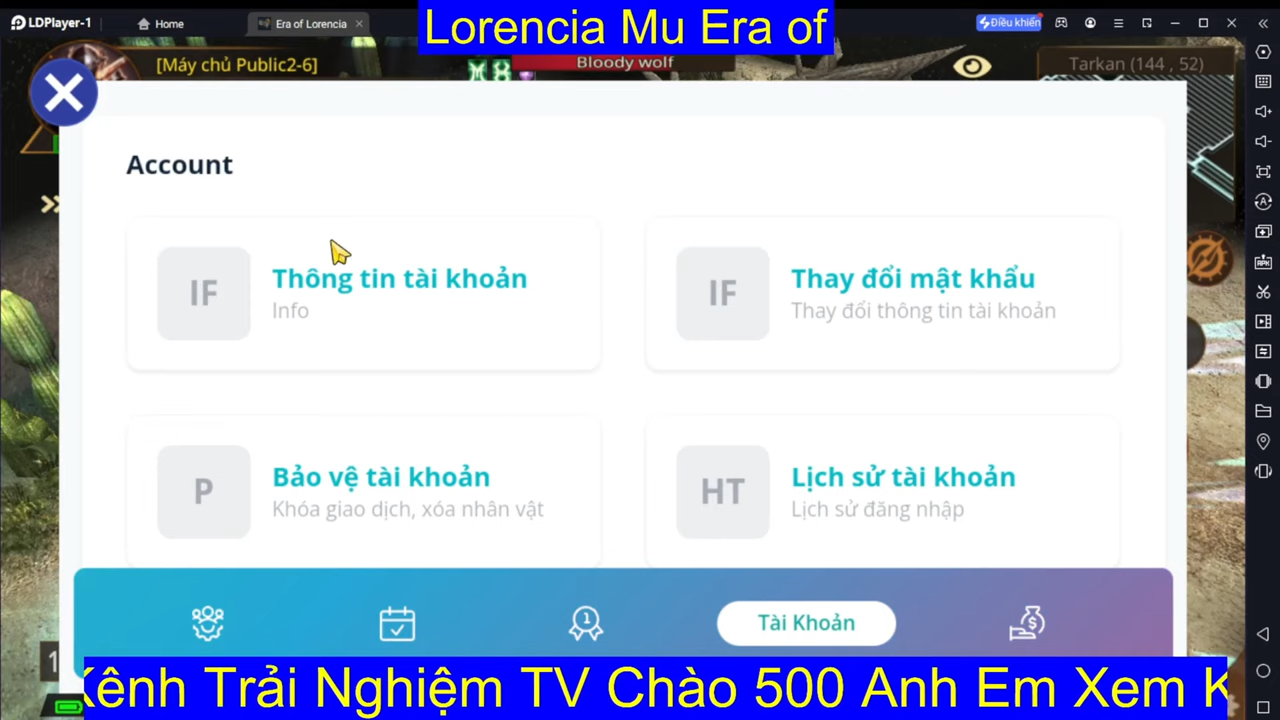 LDPlayer-1
Home
Era of Lorencia
Lorencia Mu Era of
Điều khiển
[Máy chủ Public2-6]
Bloody wolf
Tarkan (144 , 52)
Account
IF
Thông tin tài khoản
Info
IF
Thay đổi mật khẩu
Thay đổi thông tin tài khoản
P
Bảo vệ tài khoản
Khóa giao dịch, xóa nhân vật
HT
Lịch sử tài khoản
Lịch sử đăng nhập
1
Tài Khoản
Kênh Trải Nghiệm TV Chào 500 Anh Em Xem K